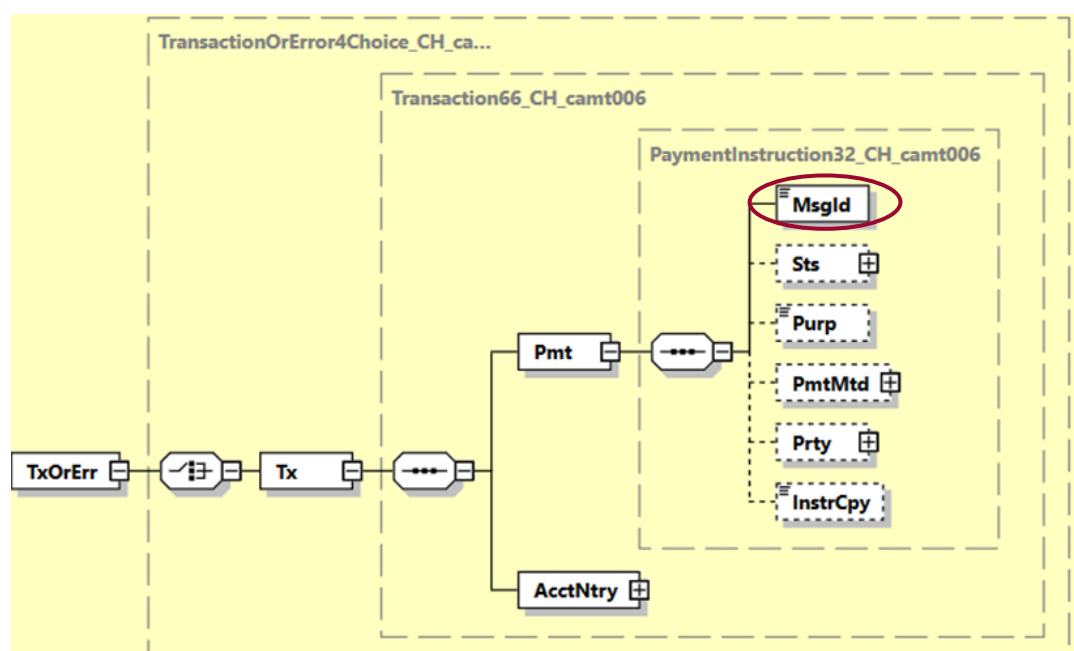 TransactionOrError4Choice_CH_ca...
Transaction66_CH_camt006
PaymentInstruction32_CH_camt006
MsgId
Sts
Purp
Pmt
PmtMtd
Prty
TxOrErr
Tx
InstrCpy
AcctNtry